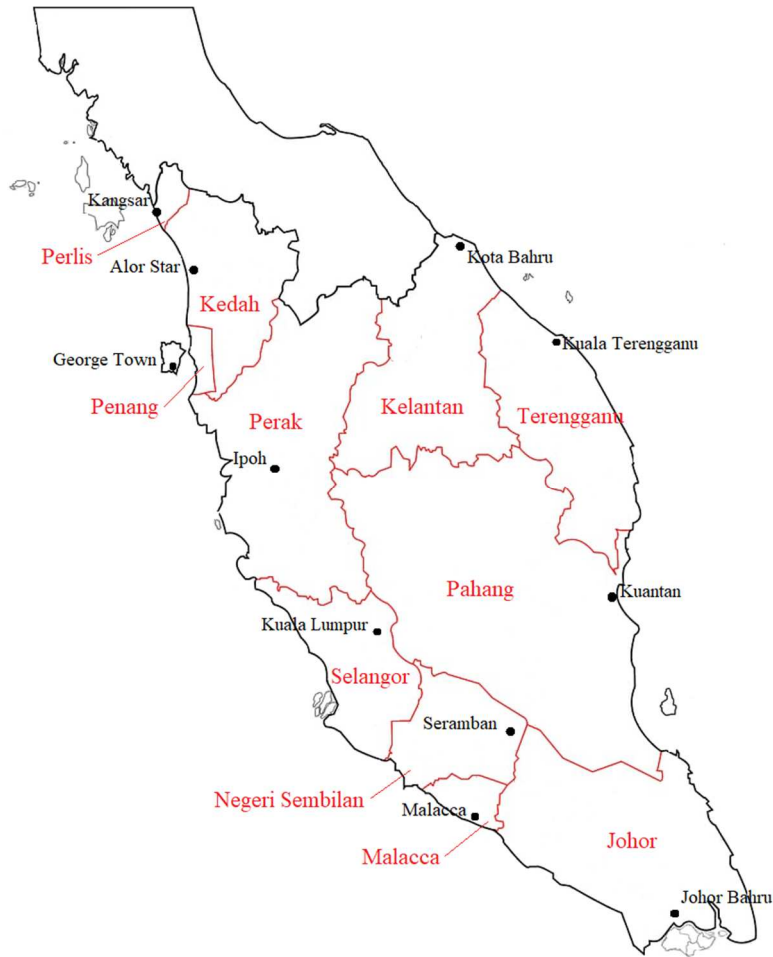 Kangsar
Perlis
Kota Bahru
Alor Star
Kedah
Kuala Terengganu
George Town
Penang
Kelantan
Perak
Terengganu
Ipoh
Pahang
Kuantan
Kuala Lumpur
Selangor
Seramban
Negeri Sembilan
Malacca
Johor
Malacca
Johor Bahru